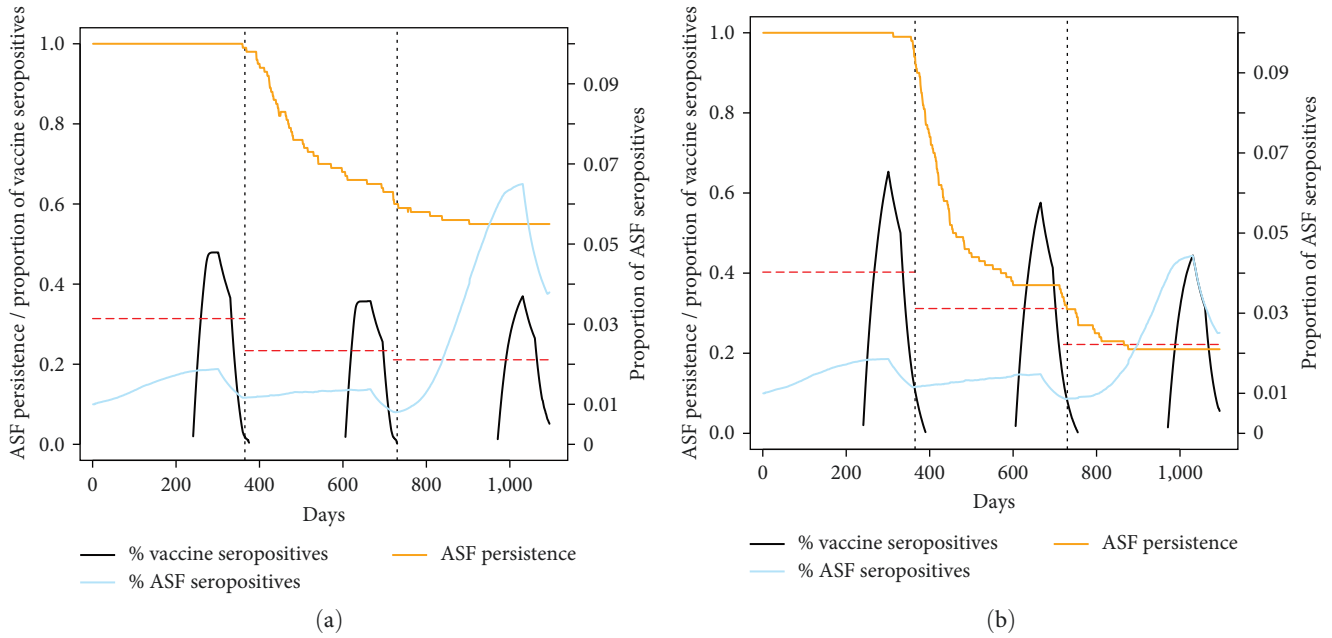 ASF persistence / proportion of vaccine seropositives
1.0
0.8
0.6
0.4
0.2
0.0
0.09
0.07
0.05
0.03
0.01
0
Proportion of ASF seropositives
0 200 400 600 800 1,000
Days
% vaccine seropositives
ASF persistence
% ASF seropositives
(a)
ASF persistence / proportion of vaccine seropositives
1.0
0.8
0.6
0.4
0.2
0.0
0.09
0.07
0.05
0.03
0.01
0
Proportion of ASF seropositives
0 200 400 600 800 1,000
Days
% vaccine seropositives
ASF persistence
% ASF seropositives
(b)